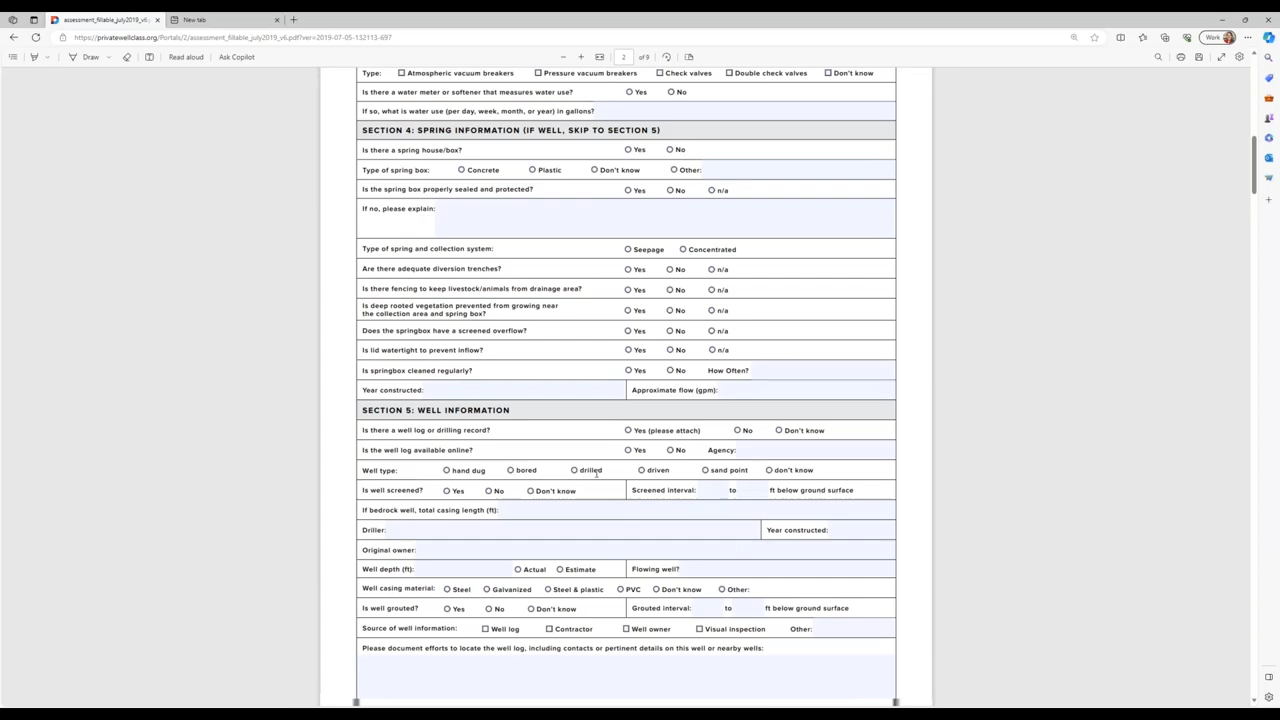 assessment_fillable_july2019_v6.
New tab
https://privatewellclass.org/Portals/2/assessment_fillable_july2019_v6.pdf?ver=2019-07-05-132113-697
Work
Draw
Read aloud
Ask Copilot
2 of 9
Type: Atmospheric vacuum breakers Pressure vacuum breakers Check valves Double check valves Don't know
Is there a water meter or softener that measures water use? Yes No
If so, what is water use (per day, week, month, or year) in gallons?
SECTION 4: SPRING INFORMATION (IF WELL, SKIP TO SECTION 5)
Is there a spring house/box? Yes No
Type of spring box: Concrete Plastic Don't know Other:
Is the spring box properly sealed and protected? Yes No n/a
If no, please explain:
Type of spring and collection system: Seepage Concentrated
Are there adequate diversion trenches? Yes No n/a
Is there fencing to keep livestock/animals from drainage area? Yes No n/a
Is deep rooted vegetation prevented from growing near
the collection area and spring box? Yes No n/a
Does the springbox have a screened overflow? Yes No n/a
Is lid watertight to prevent inflow? Yes No n/a
Is springbox cleaned regularly? Yes No How Often?
Year constructed: Approximate flow (gpm):
SECTION 5: WELL INFORMATION
Is there a well log or drilling record? Yes (please attach) No Don't know
Is the well log available online? Yes No Agency:
Well type: hand dug bored drilled driven sand point don't know
Is well screened? Yes No Don't know Screened interval: to ft below ground surface
If bedrock well, total casing length (ft):
Driller: Year constructed:
Original owner:
Well depth (ft): Actual Estimate Flowing well?
Well casing material: Steel Galvanized Steel & plastic PVC Don't know Other:
Is well grouted? Yes No Don't know Grouted interval: to ft below ground surface
Source of well information: Well log Contractor Well owner Visual inspection Other:
Please document efforts to locate the well log, including contacts or pertinent details on this well or nearby wells: